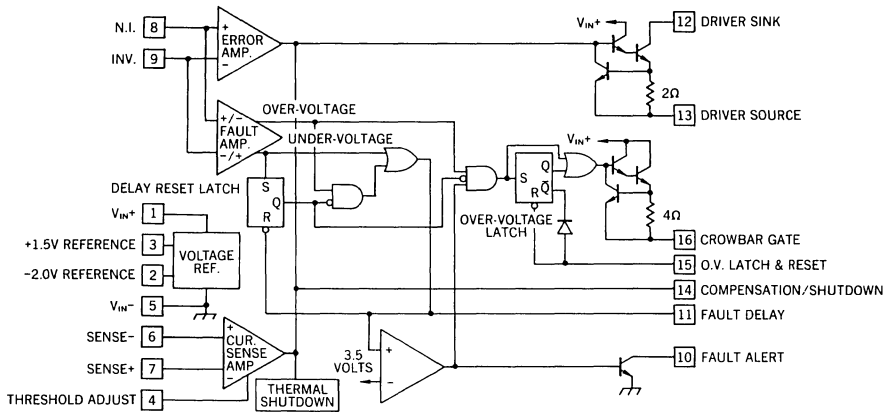 N.I. 8
+
ERROR
AMP.
−
INV. 9
V_IN+
12 DRIVER SINK
2Ω
13 DRIVER SOURCE
OVER-VOLTAGE
+/−
FAULT
AMP.
−/+
UNDER-VOLTAGE
DELAY RESET LATCH
S
Q
R
S Q
Q̄
R
OVER-VOLTAGE
LATCH
V_IN+
4Ω
16 CROWBAR GATE
15 O.V. LATCH & RESET
14 COMPENSATION/SHUTDOWN
11 FAULT DELAY
V_IN+ 1
+1.5V REFERENCE 3
−2.0V REFERENCE 2
VOLTAGE
REF.
V_IN− 5
SENSE− 6
SENSE+ 7
THRESHOLD ADJUST 4
+
CUR.
SENSE
AMP
−
THERMAL
SHUTDOWN
3.5
VOLTS
+
−
10 FAULT ALERT